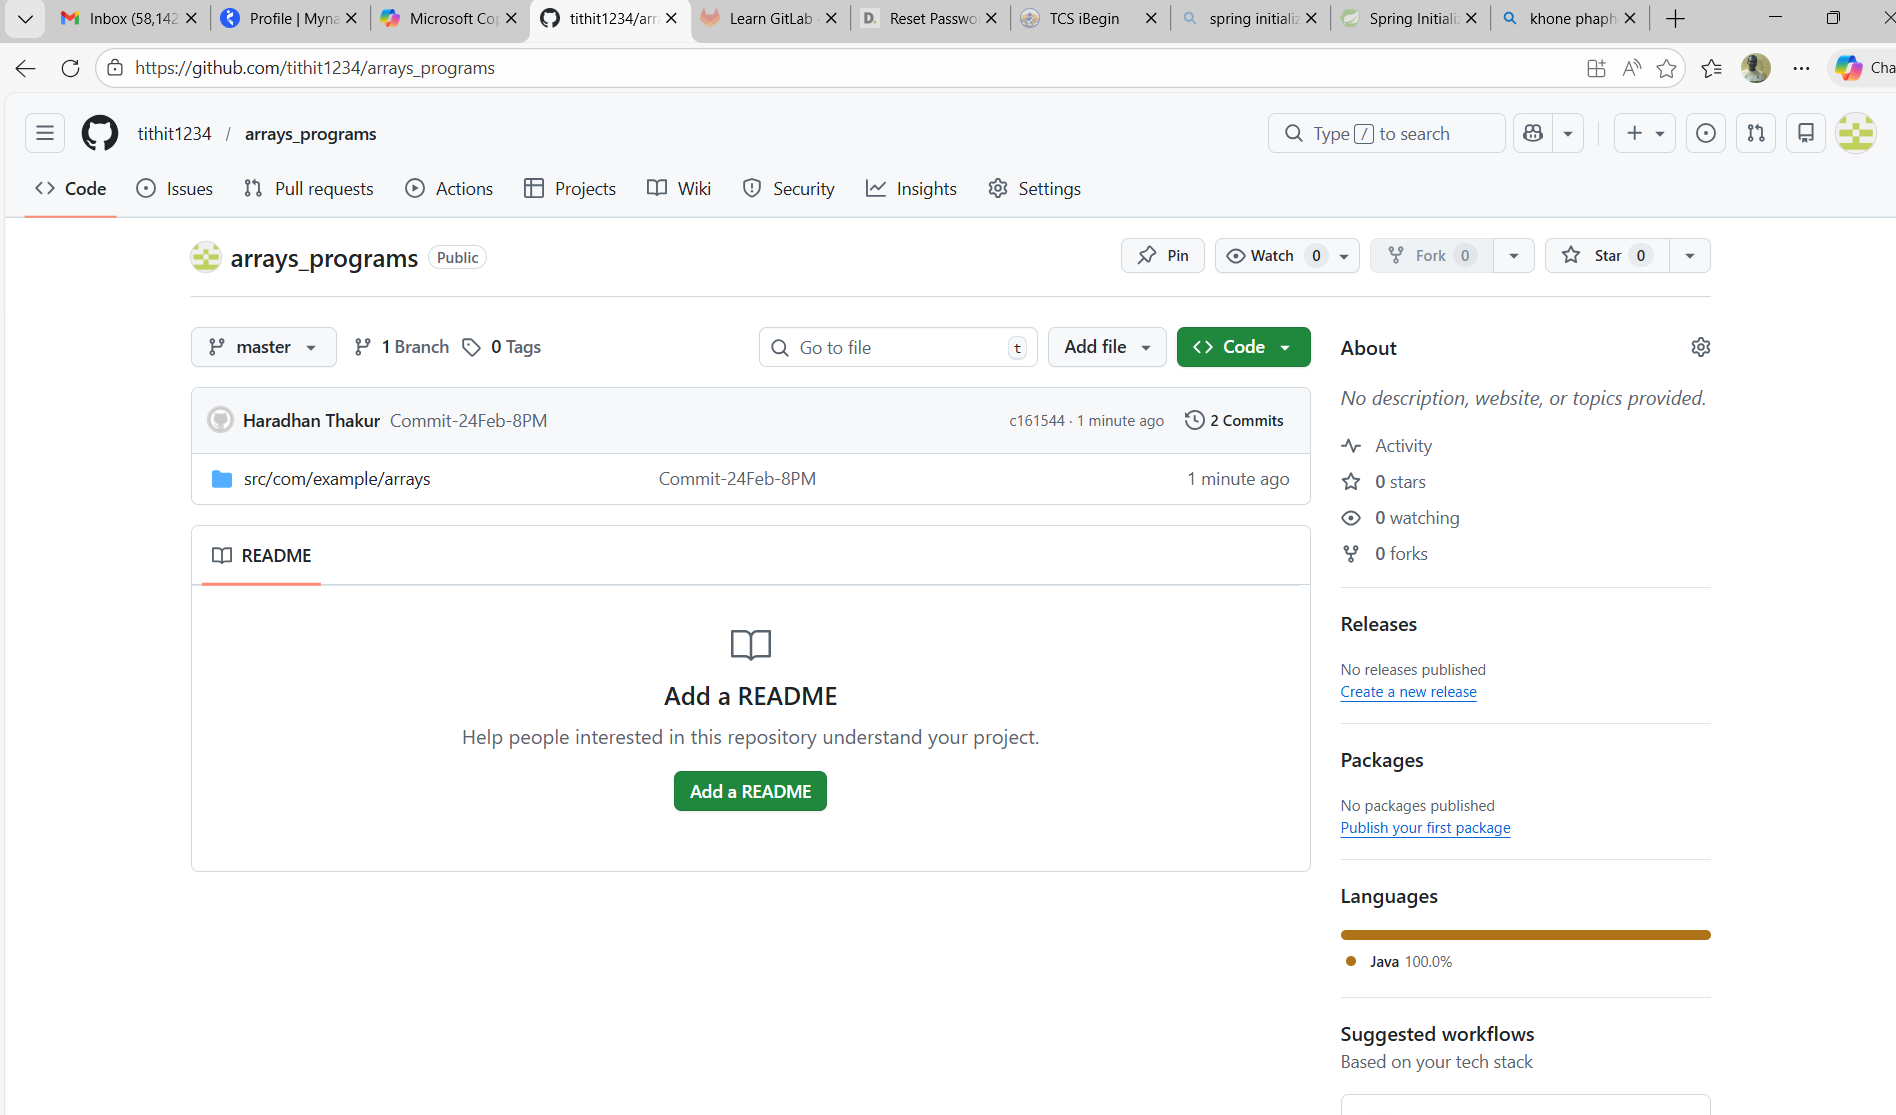 Inbox (58,142
Profile | Myna
Microsoft Cop
tithit1234/arra
Learn GitLab
Reset Passwo
TCS iBegin
spring initializ
Spring Initializ
khone phaph
https://github.com/tithit1234/arrays_programs
Cha
tithit1234 / arrays_programs
Type / to search
Code Issues Pull requests Actions Projects Wiki Security Insights Settings
arrays_programs Public
Pin Watch 0 Fork 0 Star 0
master 1 Branch 0 Tags Go to file t Add file Code
Haradhan Thakur Commit-24Feb-8PM c161544 · 1 minute ago 2 Commits
src/com/example/arrays Commit-24Feb-8PM 1 minute ago
README
Add a README
Help people interested in this repository understand your project.
Add a README
About
No description, website, or topics provided.
Activity
0 stars
0 watching
0 forks
Releases
No releases published
Create a new release
Packages
No packages published
Publish your first package
Languages
Java 100.0%
Suggested workflows
Based on your tech stack